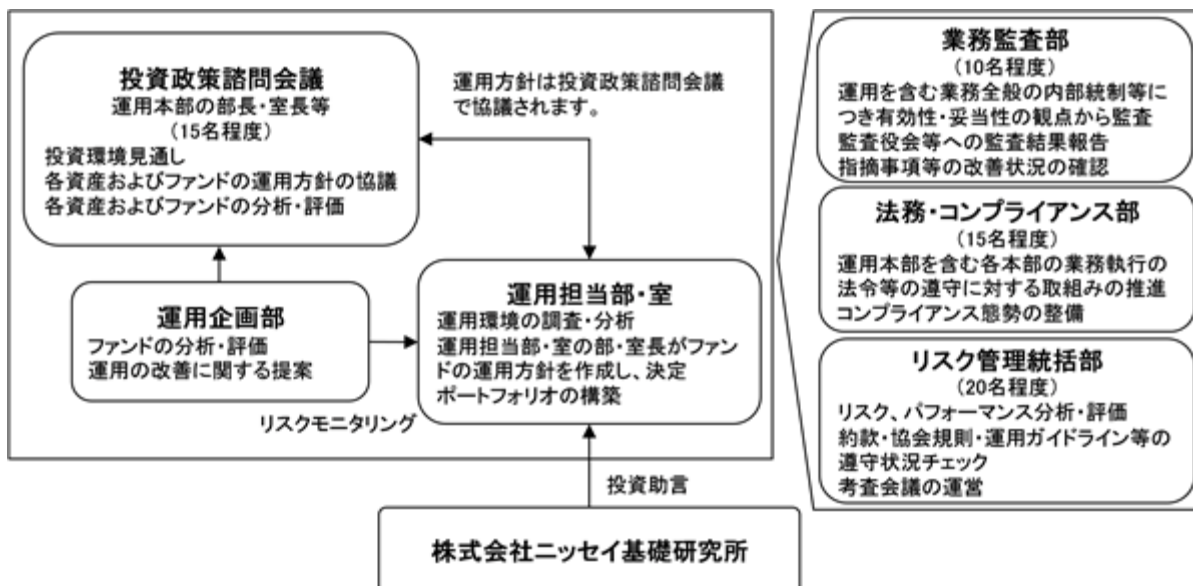 投資政策諮問会議
運用本部の部長・室長等
(15名程度)
投資環境見通し
各資産およびファンドの運用方針の協議
各資産およびファンドの分析・評価
運用方針は投資政策諮問会議
で協議されます。
運用企画部
ファンドの分析・評価
運用の改善に関する提案
リスクモニタリング
運用担当部・室
運用環境の調査・分析
運用担当部・室の部・室長がファン
ドの運用方針を作成し、決定
ポートフォリオの構築
投資助言
株式会社ニッセイ基礎研究所
業務監査部
(10名程度)
運用を含む業務全般の内部統制等に
つき有効性・妥当性の観点から監査
監査役会等への監査結果報告
指摘事項等の改善状況の確認
法務・コンプライアンス部
(15名程度)
運用本部を含む各本部の業務執行の
法令等の遵守に対する取組みの推進
コンプライアンス態勢の整備
リスク管理統括部
(20名程度)
リスク、パフォーマンス分析・評価
約款・協会規則・運用ガイドライン等の
遵守状況チェック
考査会議の運営